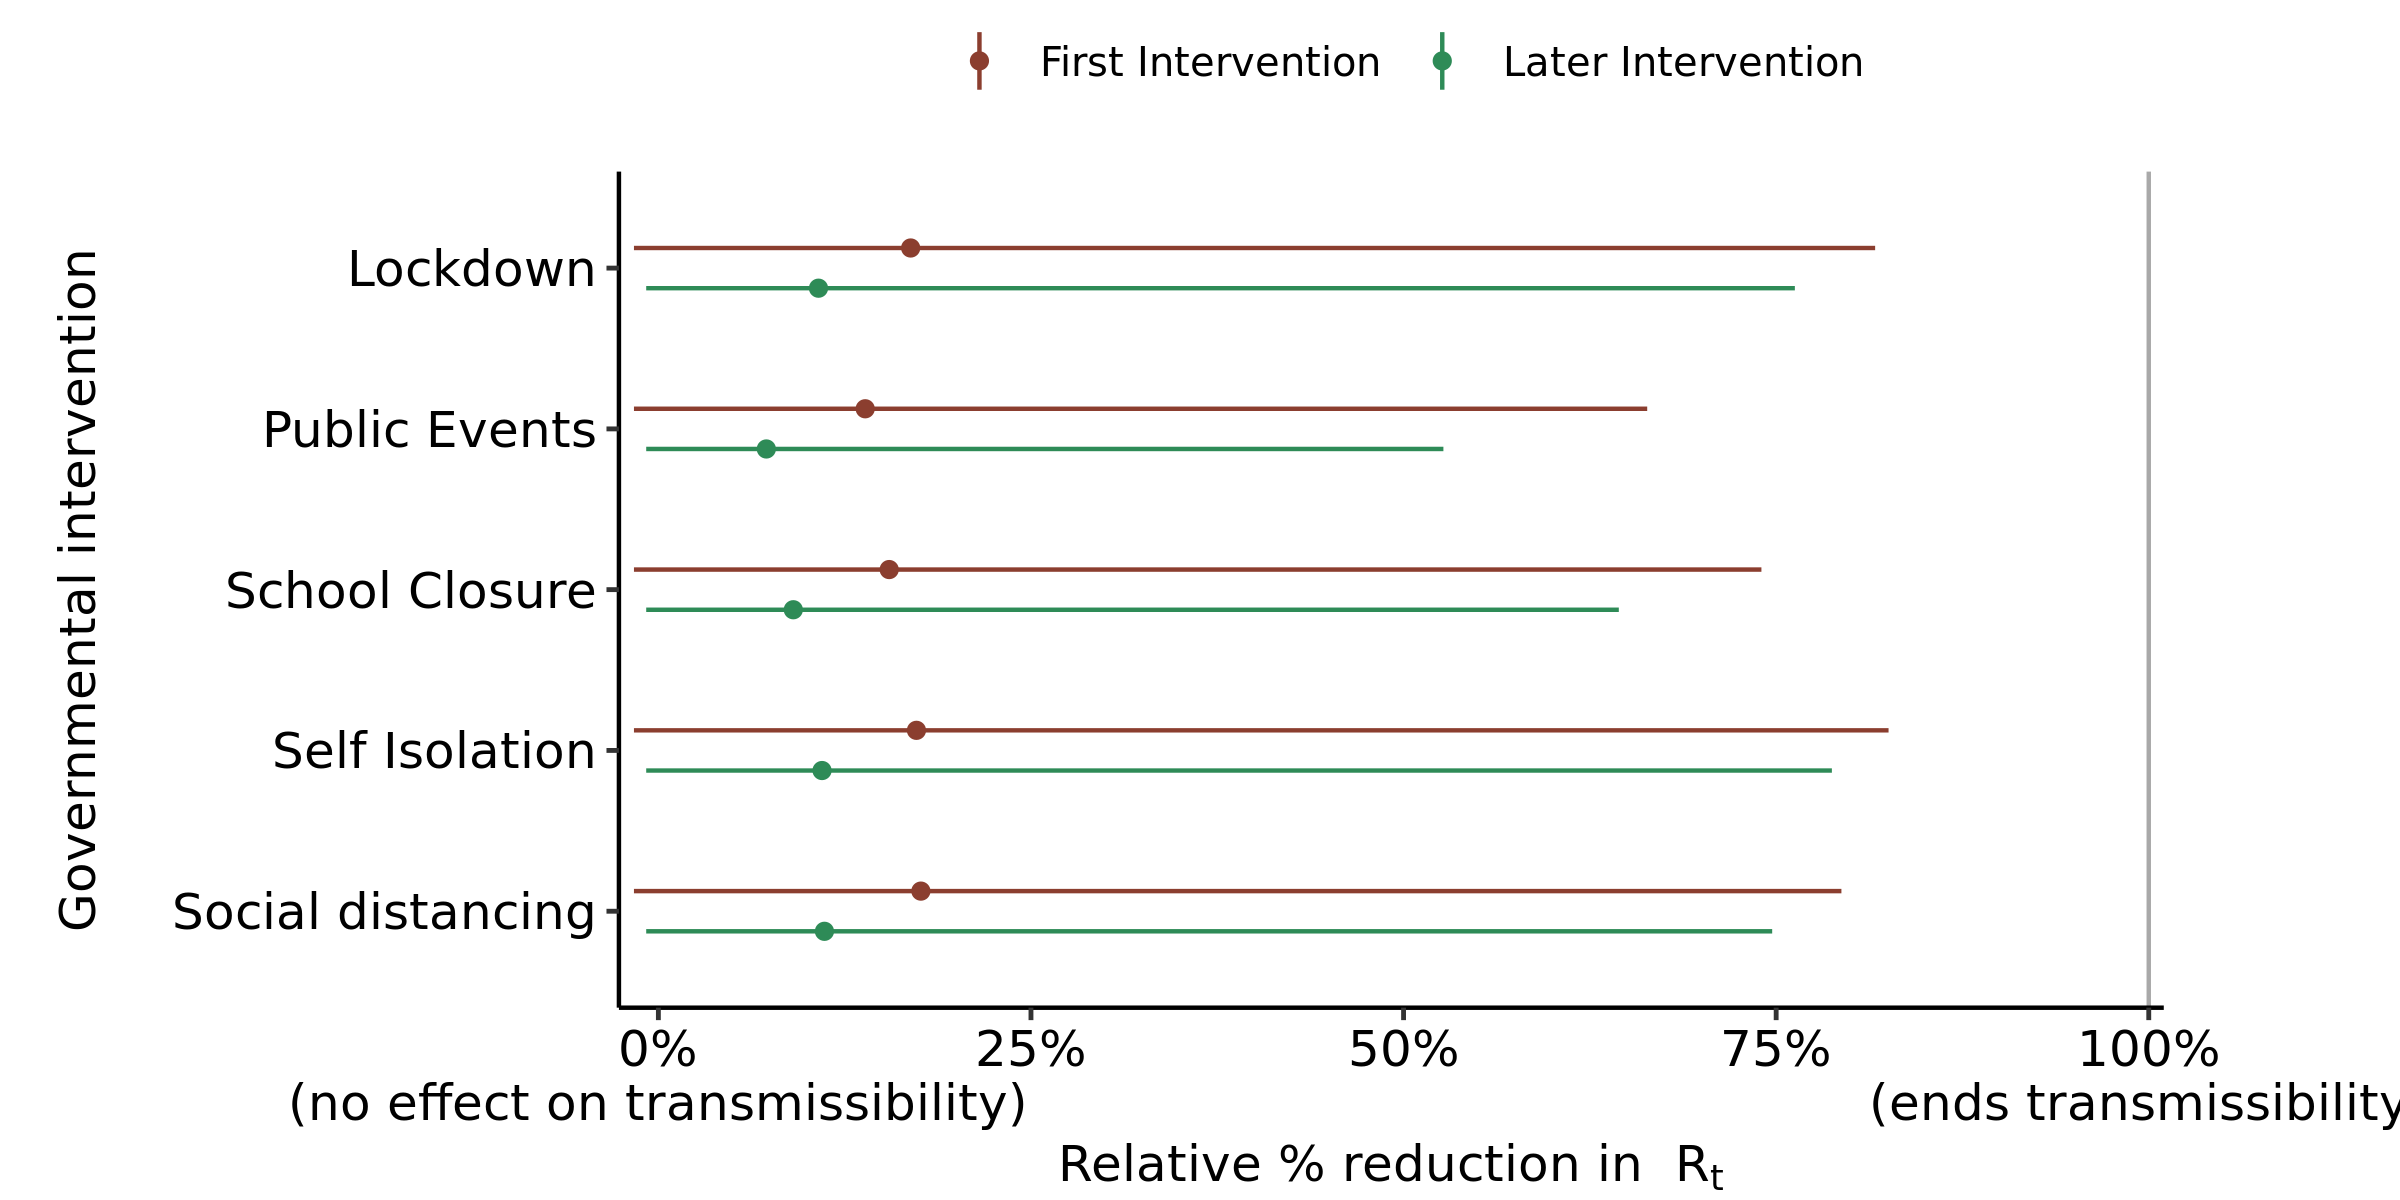 First Intervention Later Intervention
Governmental intervention
Lockdown
Public Events
School Closure
Self Isolation
Social distancing
0% 25% 50% 75% 100%
(no effect on transmissibility) (ends transmissibility
Relative % reduction in Rt